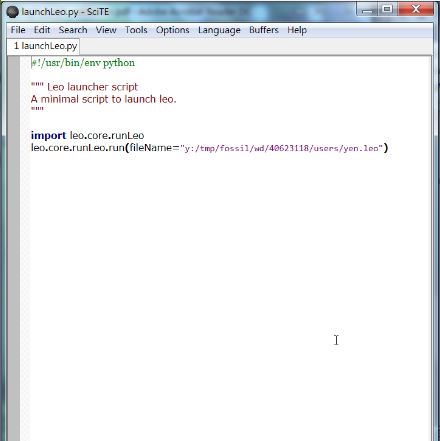 launchLeo.py - SciTE
File Edit Search View Tools Options Language Buffers Help
1 launchLeo.py
#!/usr/bin/env python
""" Leo launcher script
A minimal script to launch leo.
"""
import leo.core.runLeo
leo.core.runLeo.run(fileName="y:/tmp/fossil/wd/40623118/users/yen.leo")